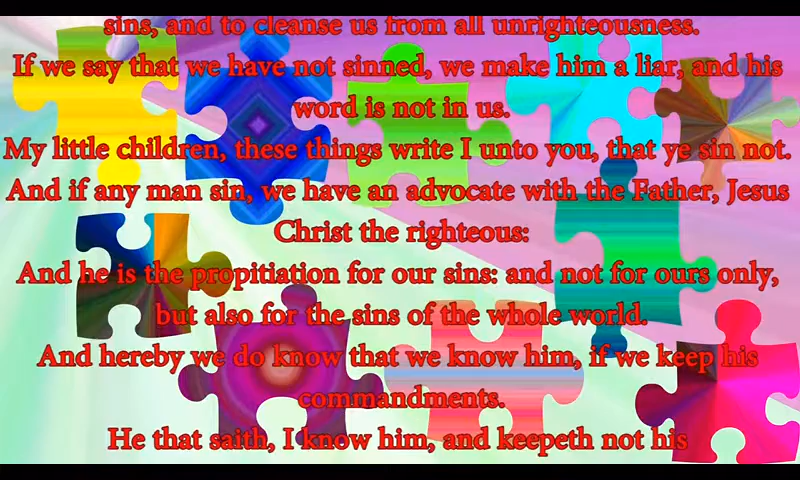 sins, and to cleanse us from all unrighteousness.
If we say that we have not sinned, we make him a liar, and his
word is not in us.
My little children, these things write I unto you, that ye sin not.
And if any man sin, we have an advocate with the Father, Jesus
Christ the righteous:
And he is the propitiation for our sins: and not for ours only,
but also for the sins of the whole world.
And hereby we do know that we know him, if we keep his
commandments.
He that saith, I know him, and keepeth not his